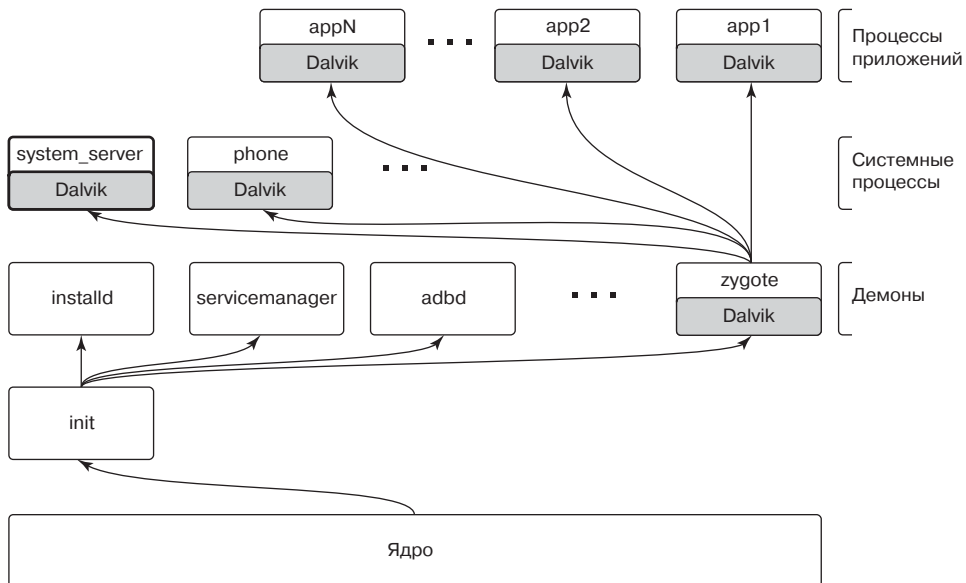 appN
Dalvik
app2
Dalvik
app1
Dalvik
Процессы
приложений
system_server
Dalvik
phone
Dalvik
Системные
процессы
installd
servicemanager
adbd
zygote
Dalvik
Демоны
init
Ядро